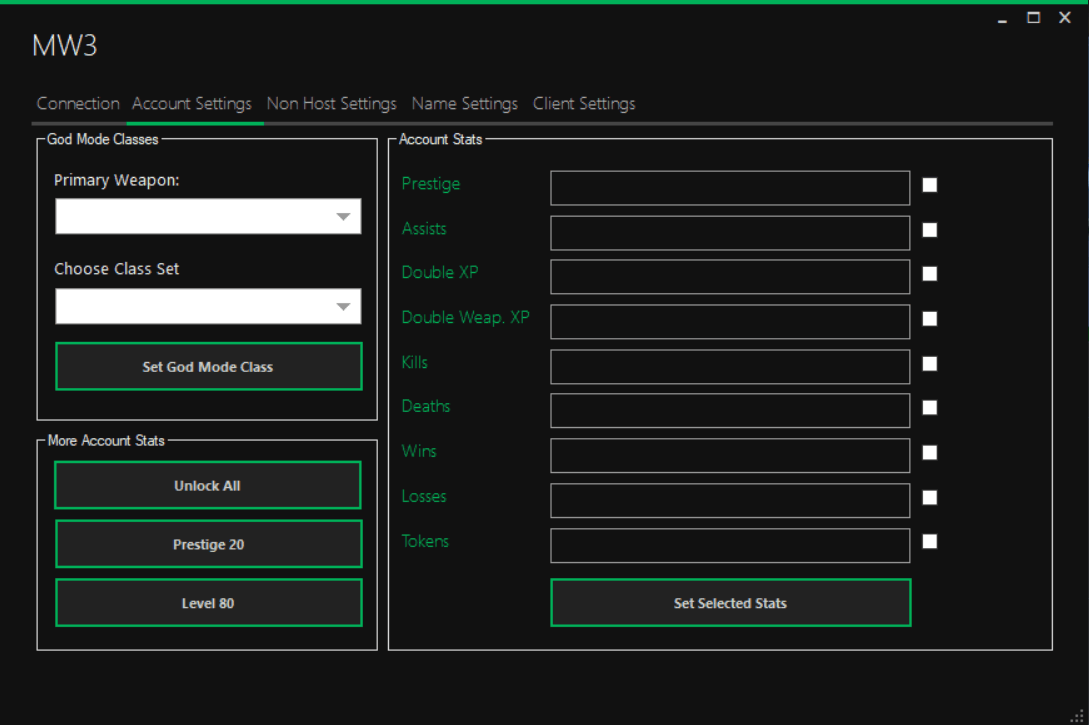 MW3
Connection Account Settings Non Host Settings Name Settings Client Settings
God Mode Classes
Primary Weapon:
Choose Class Set
Set God Mode Class
More Account Stats
Unlock All
Prestige 20
Level 80
Account Stats
Prestige
Assists
Double XP
Double Weap. XP
Kills
Deaths
Wins
Losses
Tokens
Set Selected Stats